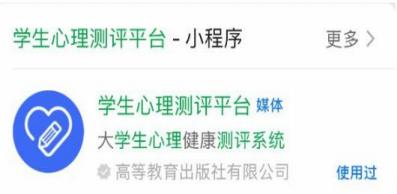 学生心理测评平台 - 小程序 更多 >
学生心理测评平台 媒体
大学生心理健康测评系统
高等教育出版社有限公司 使用过